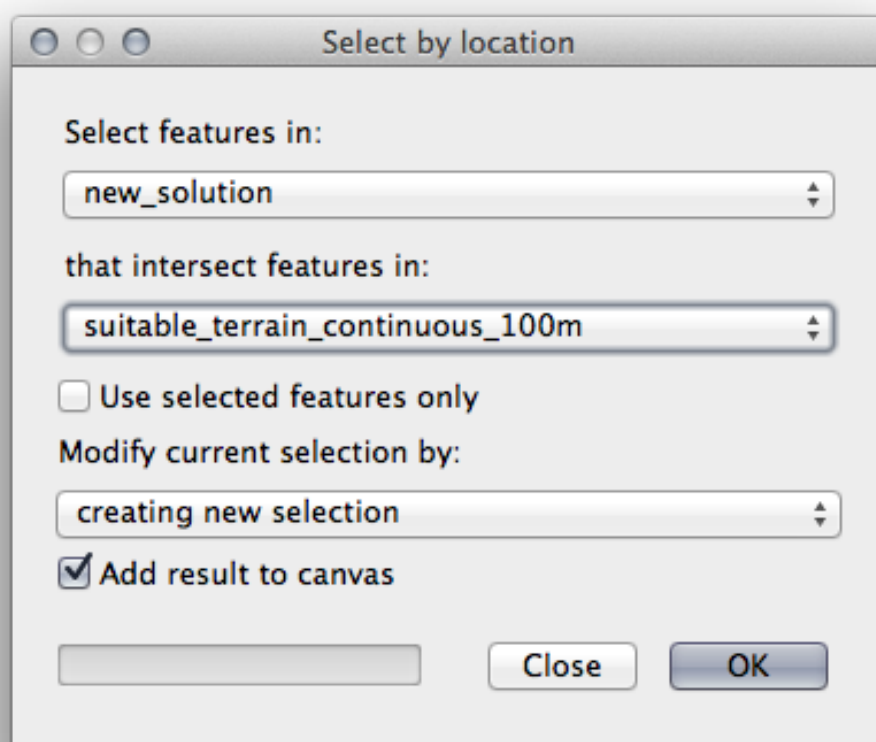 Select by location
Select features in:
new_solution
that intersect features in:
suitable_terrain_continuous_100m
Use selected features only
Modify current selection by:
creating new selection
Add result to canvas
Close OK